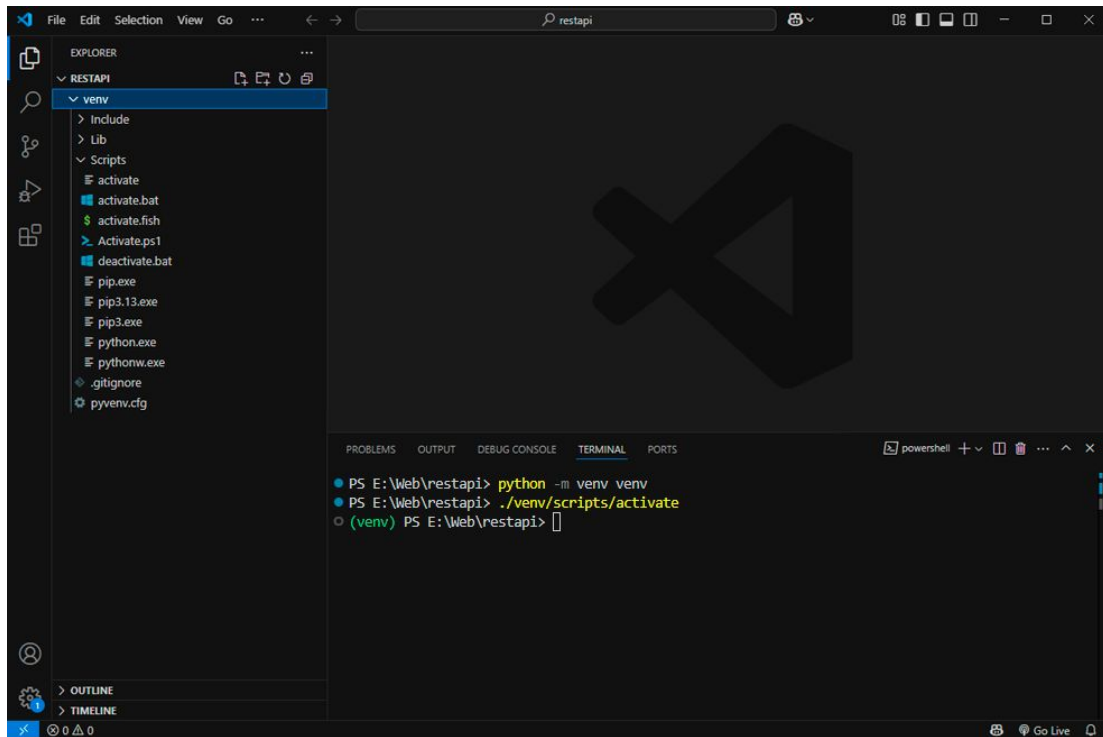 File Edit Selection View Go ···
restapi
EXPLORER
RESTAPI
venv
Include
Lib
Scripts
activate
activate.bat
$ activate.fish
Activate.ps1
deactivate.bat
pip.exe
pip3.13.exe
pip3.exe
python.exe
pythonw.exe
.gitignore
pyvenv.cfg
OUTLINE
TIMELINE
PROBLEMS OUTPUT DEBUG CONSOLE TERMINAL PORTS
powershell
PS E:\Web\restapi> python -m venv venv
PS E:\Web\restapi> ./venv/scripts/activate
(venv) PS E:\Web\restapi>
1
0 0
Go Live